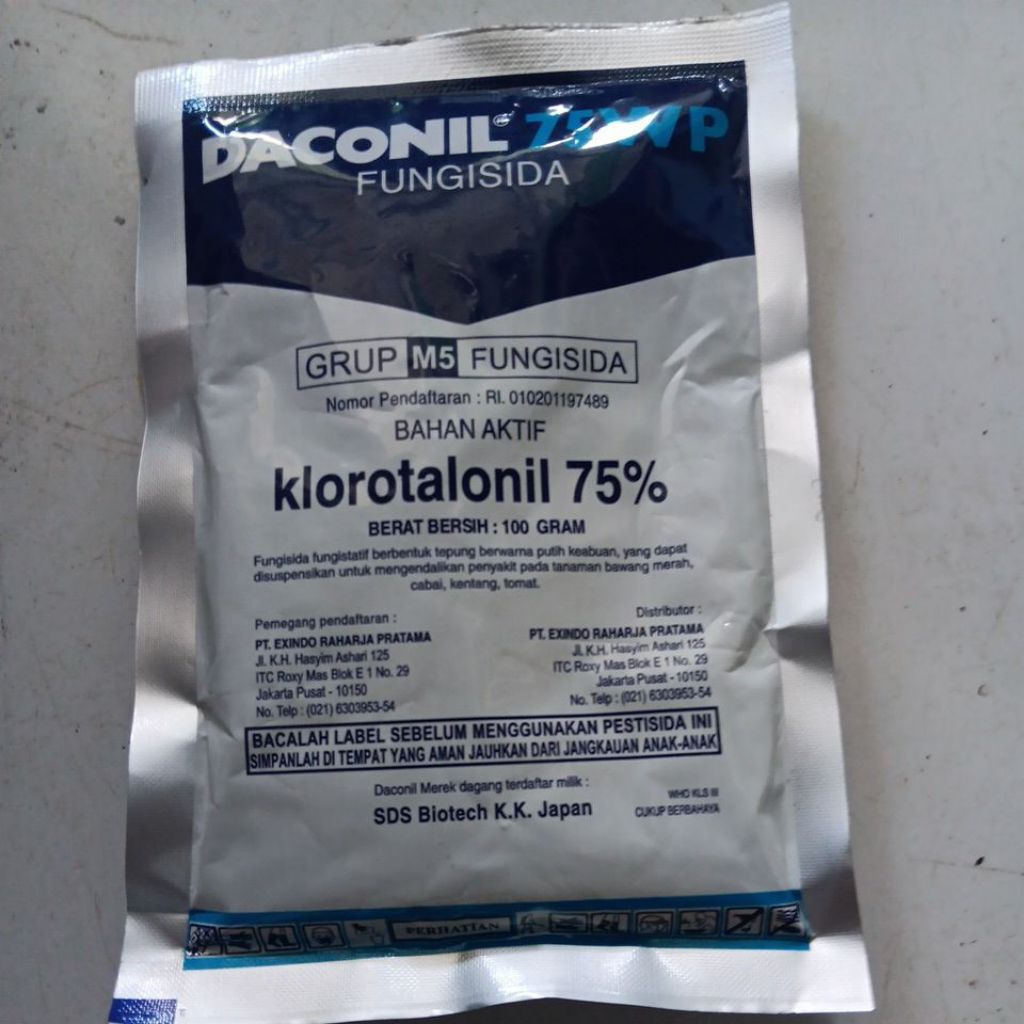 DACONIL® 75WP
FUNGISIDA
GRUP M5 FUNGISIDA
Nomor Pendaftaran : RI. 010201197489
BAHAN AKTIF
klorotalonil 75%
BERAT BERSIH : 100 GRAM
Fungisida fungistatif berbentuk tepung berwarna putih keabuan, yang dapat
disuspensikan untuk mengendalikan penyakit pada tanaman bawang merah,
cabai, kentang, tomat.
Pemegang pendaftaran :
PT. EXINDO RAHARJA PRATAMA
Jl. K.H. Hasyim Ashari 125
ITC Roxy Mas Blok E 1 No. 29
Jakarta Pusat - 10150
No. Telp : (021) 6303953-54
Distributor :
PT. EXINDO RAHARJA PRATAMA
Jl. K.H. Hasyim Ashari 125
ITC Roxy Mas Blok E 1 No. 29
Jakarta Pusat - 10150
No. Telp : (021) 6303953-54
BACALAH LABEL SEBELUM MENGGUNAKAN PESTISIDA INI
SIMPANLAH DI TEMPAT YANG AMAN JAUHKAN DARI JANGKAUAN ANAK-ANAK
Daconil Merek dagang terdaftar milik :
SDS Biotech K.K. Japan
WHO KLS III
CUKUP BERBAHAYA
PERHATIAN